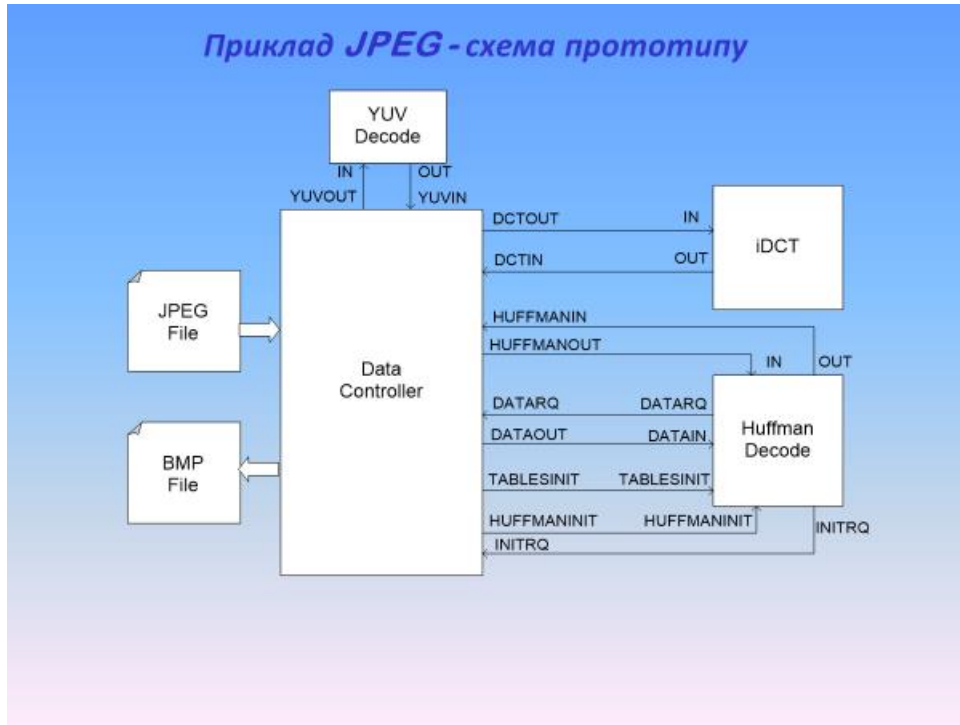 Приклад JPEG - схема прототипу
YUV
Decode
IN OUT
YUVOUT YUVIN
DCTOUT IN
iDCT
DCTIN OUT
JPEG
File
HUFFMANIN
HUFFMANOUT
IN OUT
Data
Controller
DATARQ DATARQ
Huffman
Decode
DATAOUT DATAIN
BMP
File
TABLESINIT TABLESINIT
HUFFMANINIT HUFFMANINIT
INITRQ
INITRQ